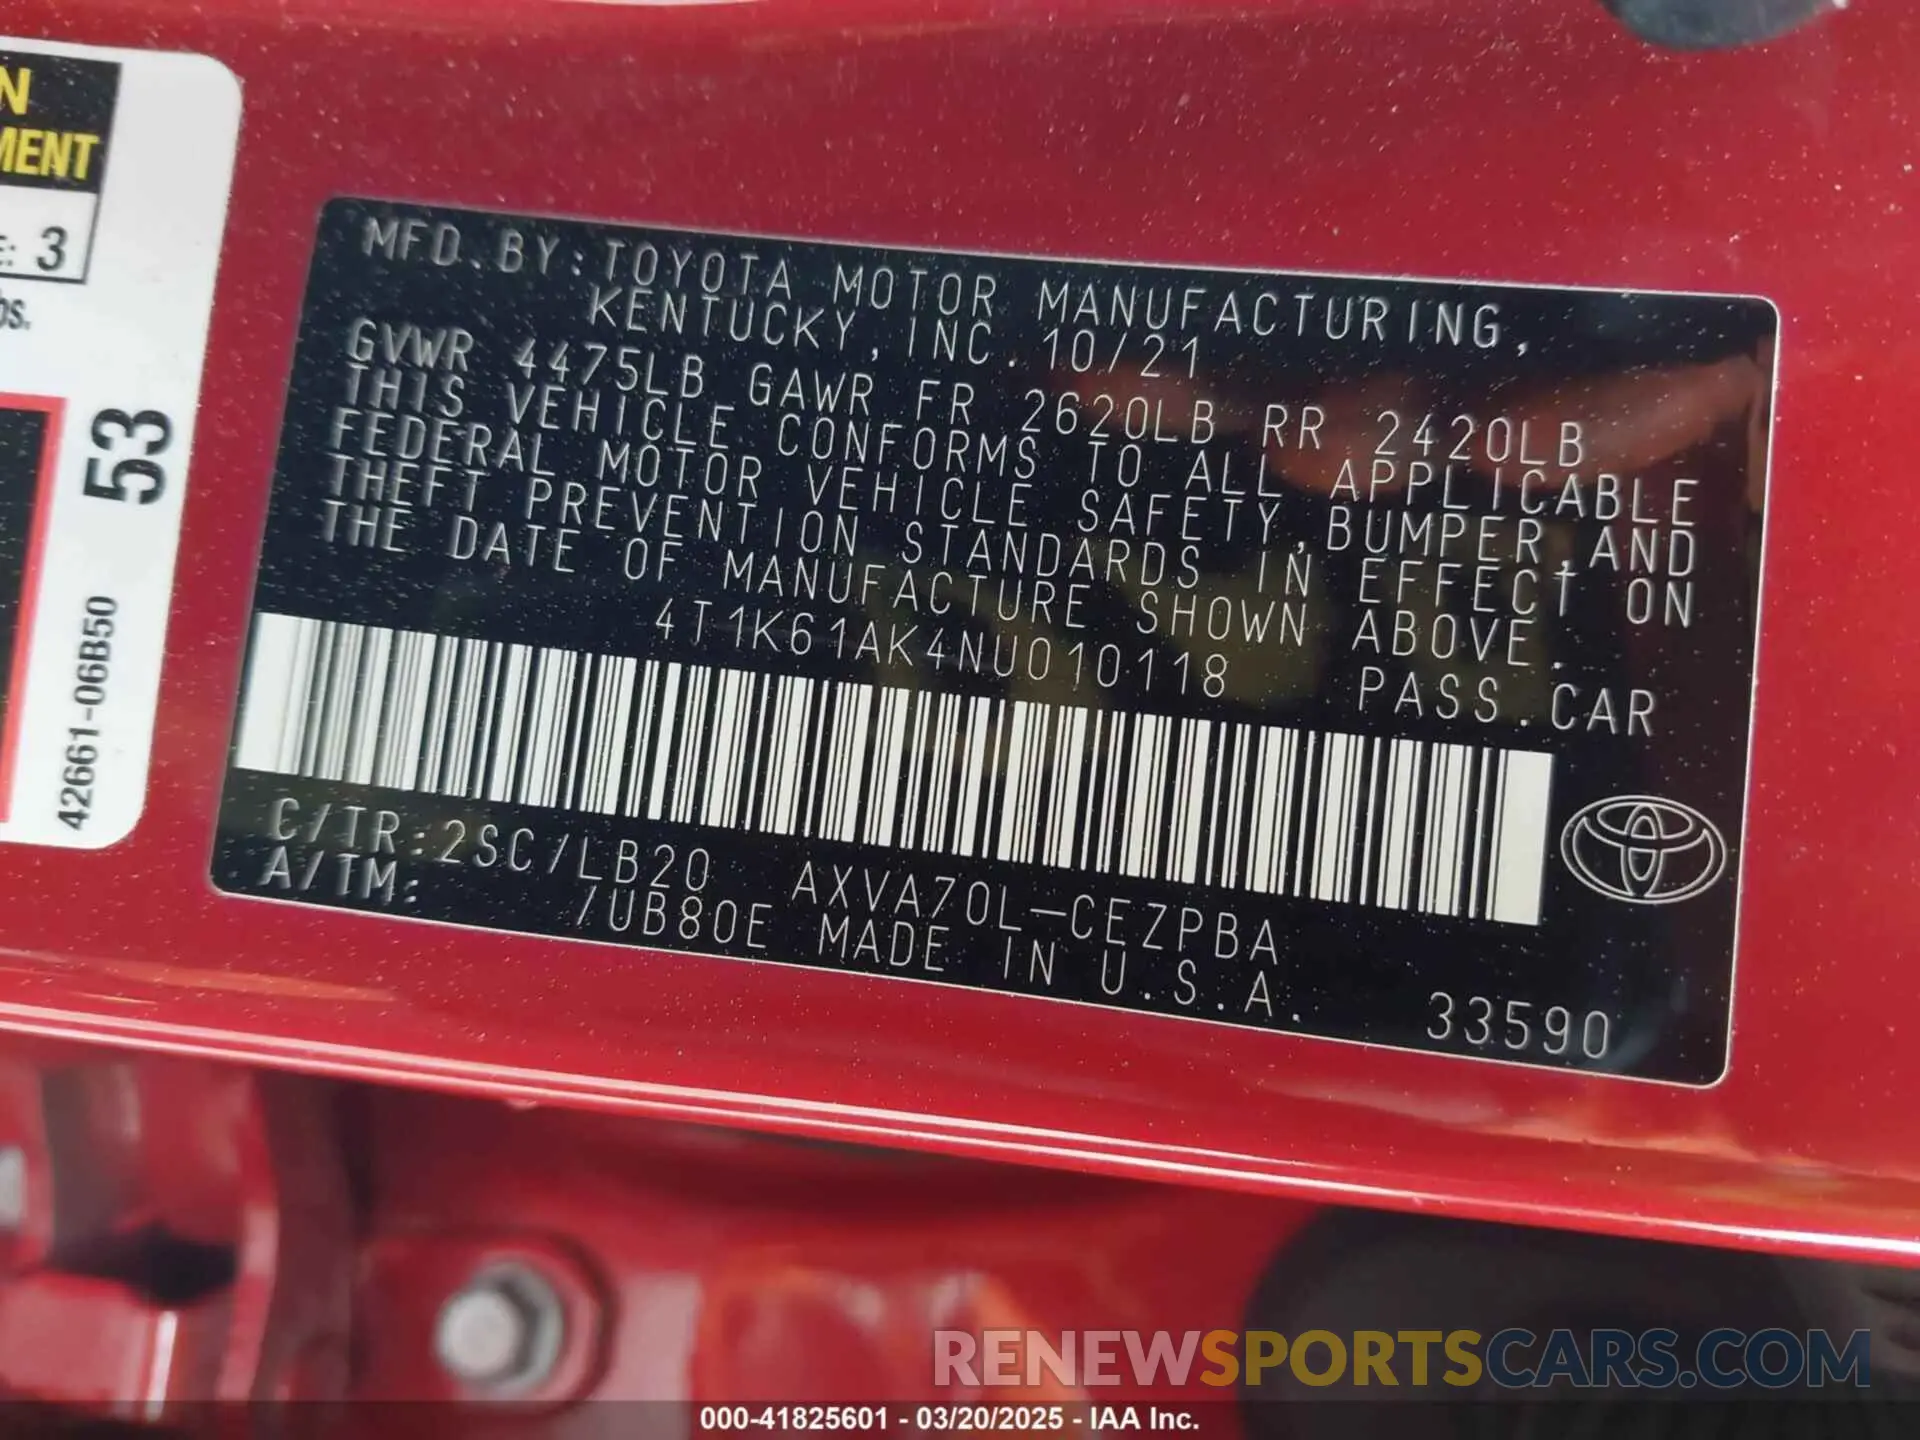 N
MENT
E: 3
bs.
53
42661-06B50
MFD.BY:TOYOTA MOTOR MANUFACTURING,
KENTUCKY,INC.10/21
GVWR 4475LB GAWR FR 2620LB RR 2420LB
THIS VEHICLE CONFORMS TO ALL APPLICABLE
FEDERAL MOTOR VEHICLE SAFETY,BUMPER,AND
THEFT PREVENTION STANDARDS IN EFFECT ON
THE DATE OF MANUFACTURE SHOWN ABOVE.
4T1K61AK4NU010118 PASS.CAR
C/TR:2SC/LB20 AXVA70L-CEZPBA
A/TM: /UB80E MADE IN U.S.A. 33590
RENEWSPORTSCARS.COM
000-41825601 - 03/20/2025 - IAA Inc.